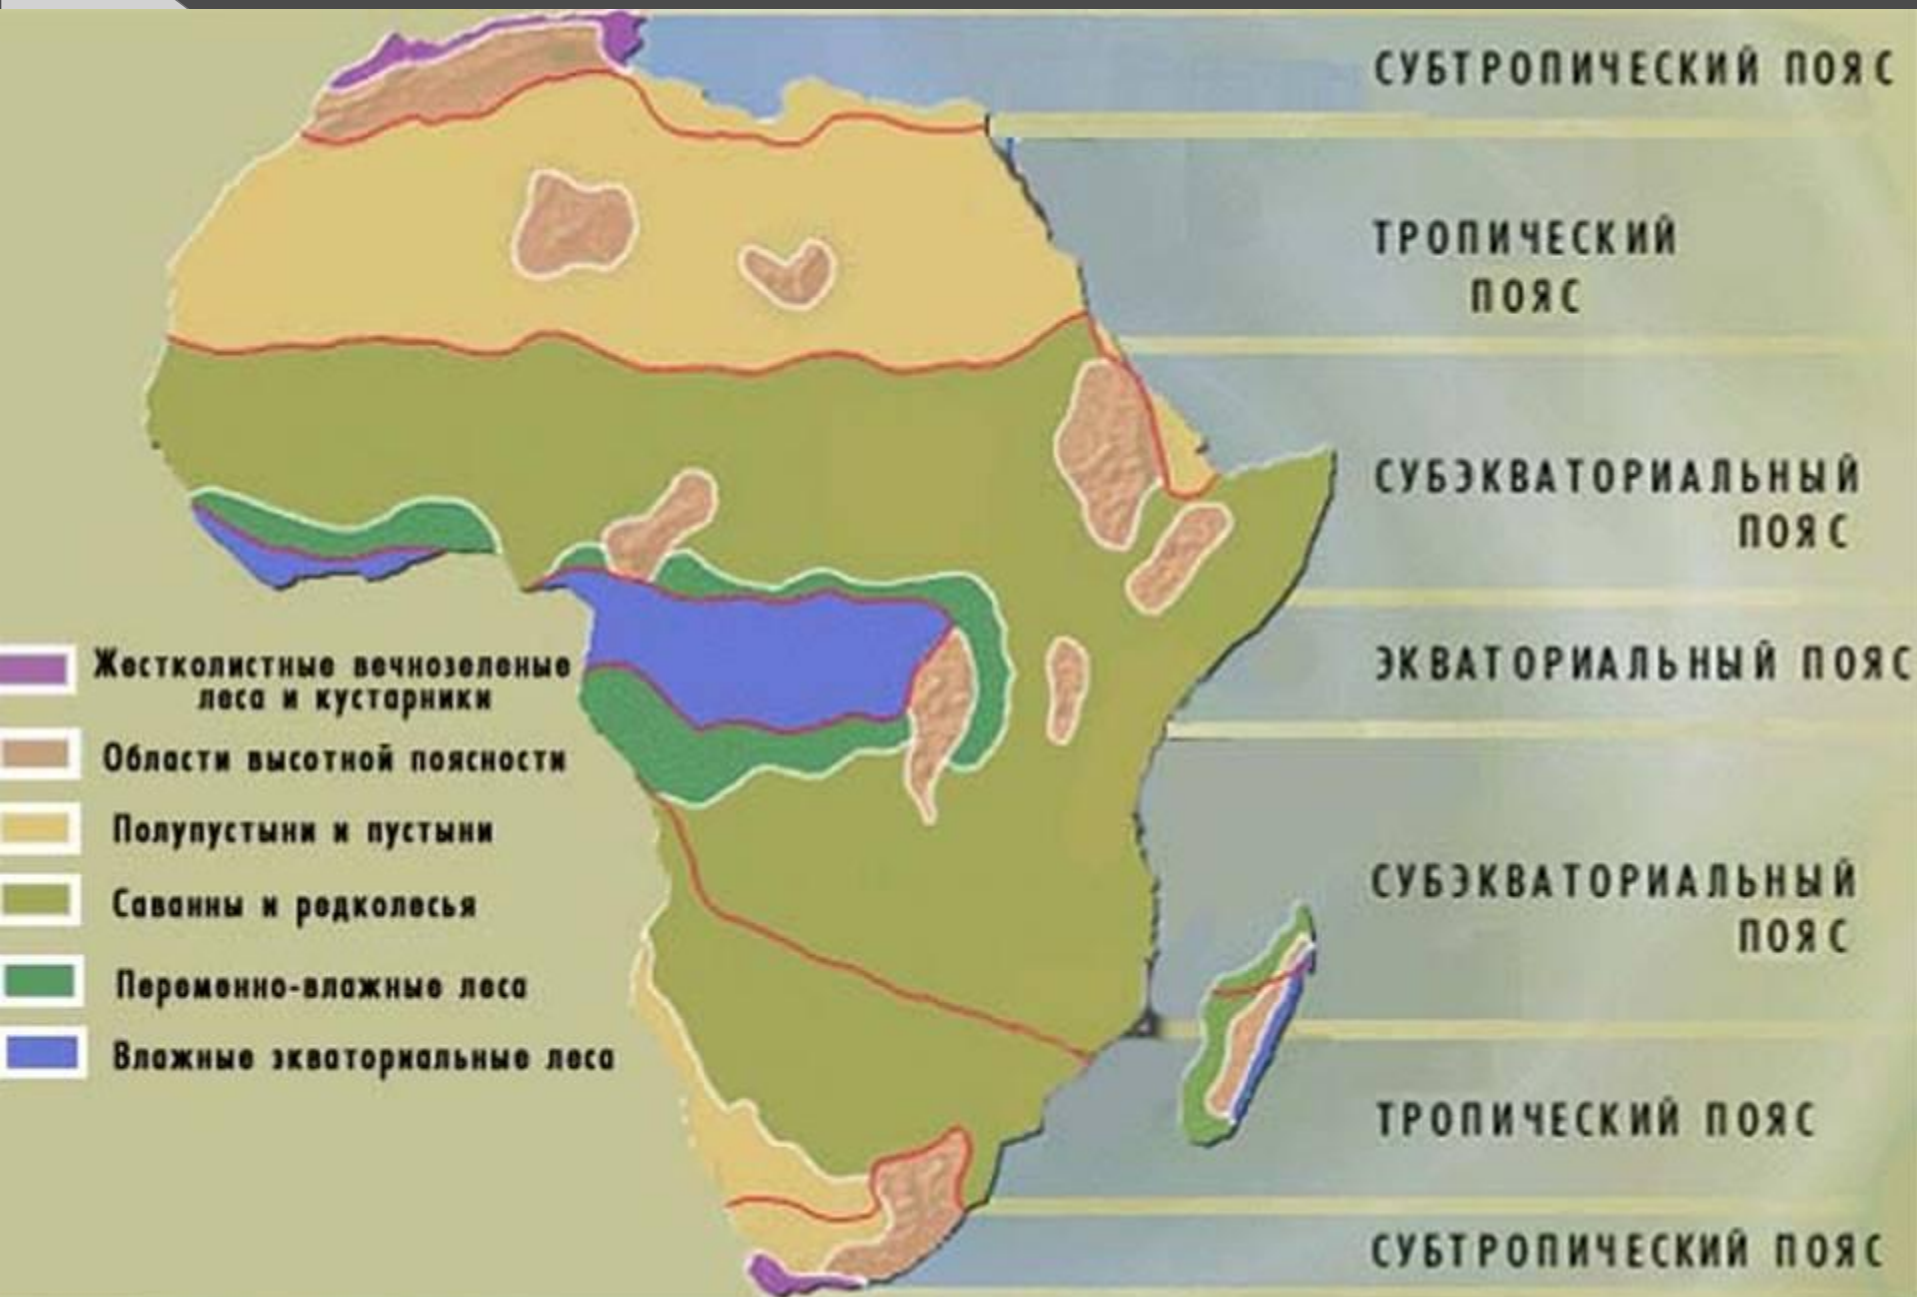 СУБТРОПИЧЕСКИЙ ПОЯС
ТРОПИЧЕСКИЙ
ПОЯС
СУБЭКВАТОРИАЛЬНЫЙ
ПОЯС
ЭКВАТОРИАЛЬНЫЙ ПОЯС
СУБЭКВАТОРИАЛЬНЫЙ
ПОЯС
ТРОПИЧЕСКИЙ ПОЯС
СУБТРОПИЧЕСКИЙ ПОЯС
Жестколистные вечнозеленые
леса и кустарники
Области высотной поясности
Полупустыни и пустыни
Саванны и редколесья
Переменно-влажные леса
Влажные экваториальные леса